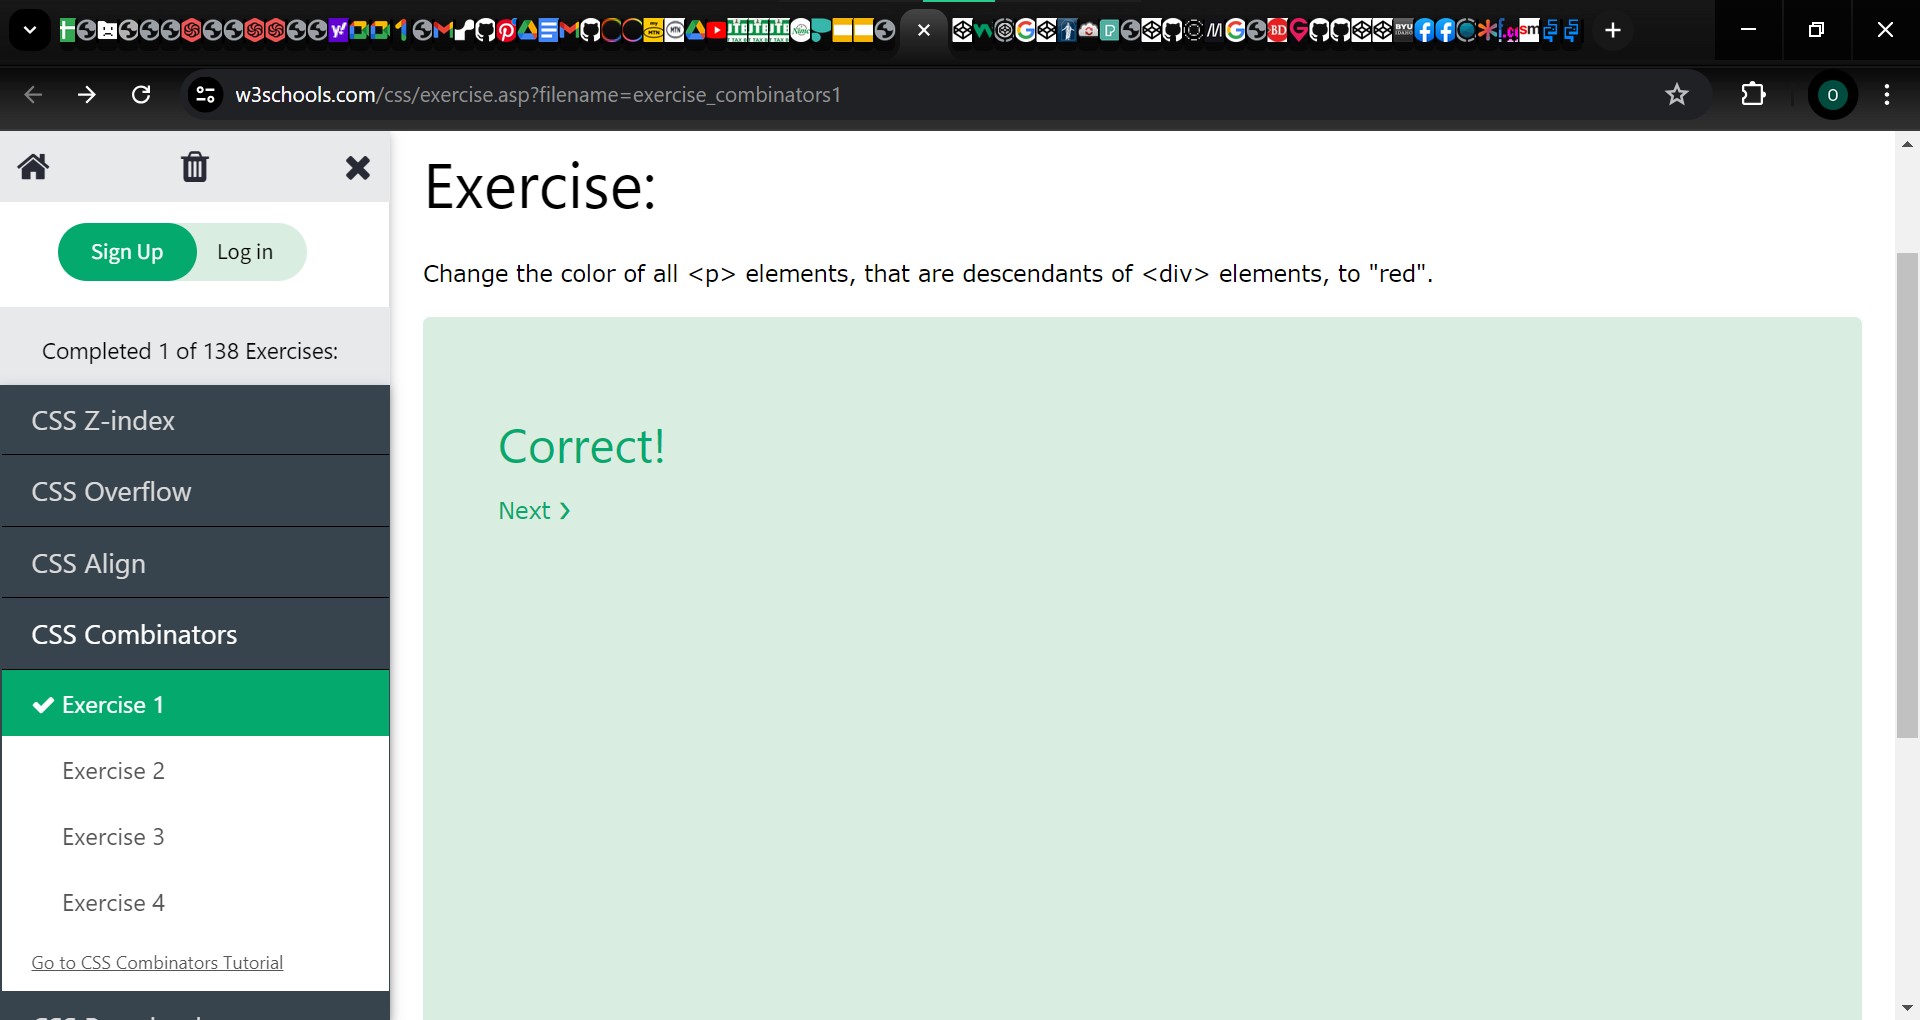 w3schools.com/css/exercise.asp?filename=exercise_combinators1
O
Sign Up
Log in
Completed 1 of 138 Exercises:
CSS Z-index
CSS Overflow
CSS Align
CSS Combinators
Exercise 1
Exercise 2
Exercise 3
Exercise 4
Go to CSS Combinators Tutorial
Exercise:
Change the color of all <p> elements, that are descendants of <div> elements, to "red".
Correct!
Next ❯